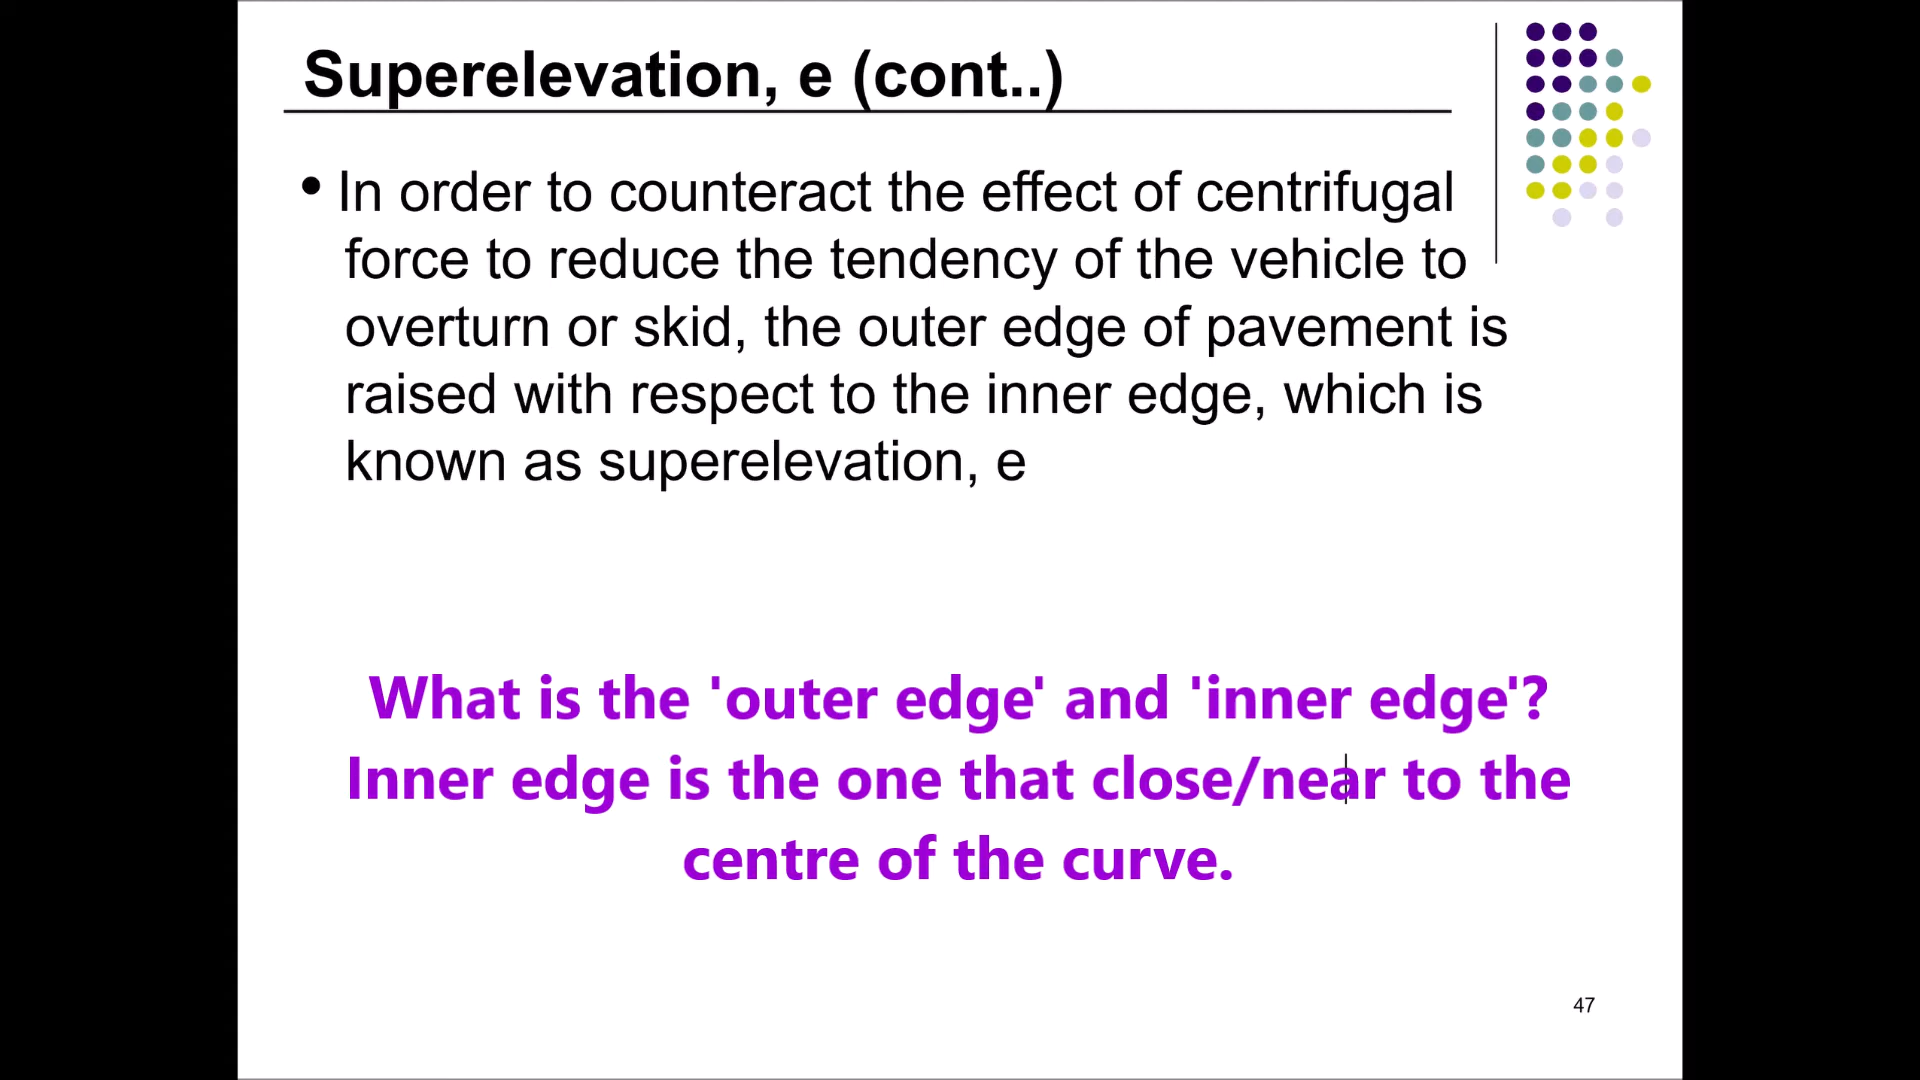 Superelevation, e (cont..)
• In order to counteract the effect of centrifugal
force to reduce the tendency of the vehicle to
overturn or skid, the outer edge of pavement is
raised with respect to the inner edge, which is
known as superelevation, e
What is the 'outer edge' and 'inner edge'?
Inner edge is the one that close/near to the
centre of the curve.
47